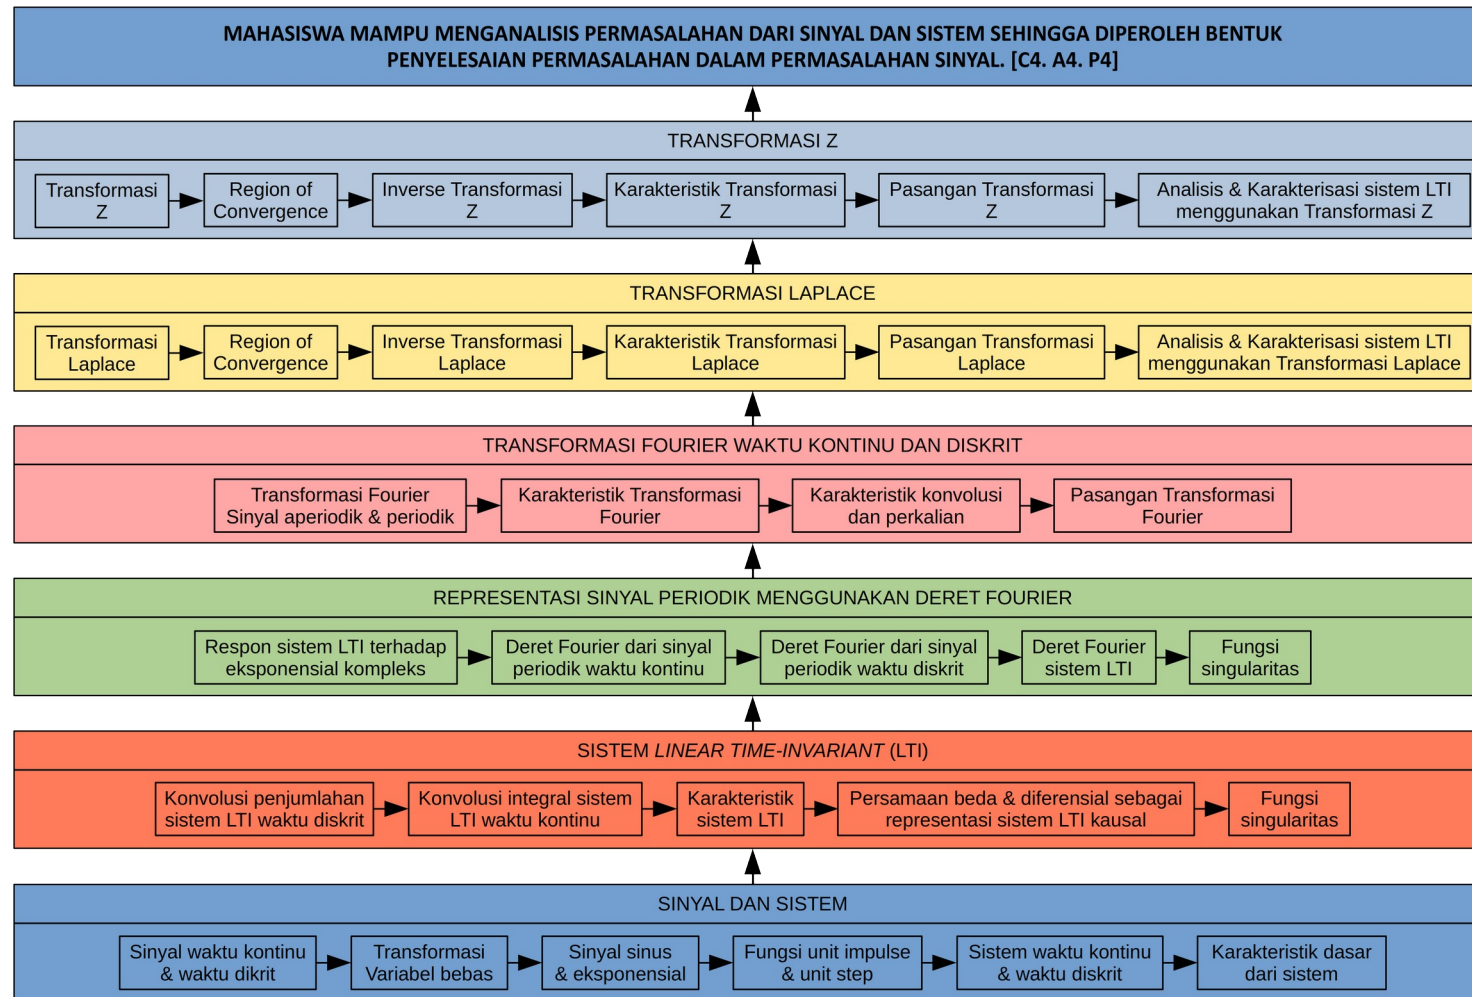 MAHASISWA MAMPU MENGANALISIS PERMASALAHAN DARI SINYAL DAN SISTEM SEHINGGA DIPEROLEH BENTUK
PENYELESAIAN PERMASALAHAN DALAM PERMASALAHAN SINYAL. [C4. A4. P4]
TRANSFORMASI Z
Transformasi
Z
Region of
Convergence
Inverse Transformasi
Z
Karakteristik Transformasi
Z
Pasangan Transformasi
Z
Analisis & Karakterisasi sistem LTI
menggunakan Transformasi Z
TRANSFORMASI LAPLACE
Transformasi
Laplace
Region of
Convergence
Inverse Transformasi
Laplace
Karakteristik Transformasi
Laplace
Pasangan Transformasi
Laplace
Analisis & Karakterisasi sistem LTI
menggunakan Transformasi Laplace
TRANSFORMASI FOURIER WAKTU KONTINU DAN DISKRIT
Transformasi Fourier
Sinyal aperiodik & periodik
Karakteristik Transformasi
Fourier
Karakteristik konvolusi
dan perkalian
Pasangan Transformasi
Fourier
REPRESENTASI SINYAL PERIODIK MENGGUNAKAN DERET FOURIER
Respon sistem LTI terhadap
eksponensial kompleks
Deret Fourier dari sinyal
periodik waktu kontinu
Deret Fourier dari sinyal
periodik waktu diskrit
Deret Fourier
sistem LTI
Fungsi
singularitas
SISTEM LINEAR TIME-INVARIANT (LTI)
Konvolusi penjumlahan
sistem LTI waktu diskrit
Konvolusi integral sistem
LTI waktu kontinu
Karakteristik
sistem LTI
Persamaan beda & diferensial sebagai
representasi sistem LTI kausal
Fungsi
singularitas
SINYAL DAN SISTEM
Sinyal waktu kontinu
& waktu dikrit
Transformasi
Variabel bebas
Sinyal sinus
& eksponensial
Fungsi unit impulse
& unit step
Sistem waktu kontinu
& waktu diskrit
Karakteristik dasar
dari sistem